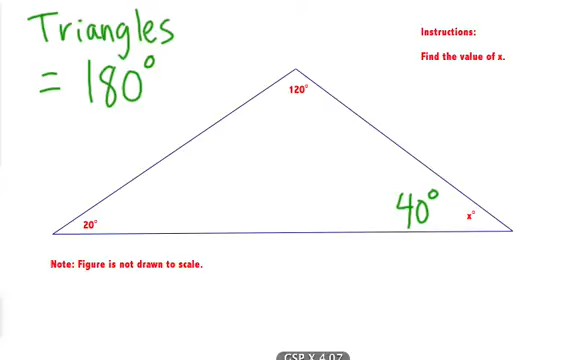 Triangles
= 180°
Instructions:
Find the value of x.
120°
20°
40°
x°
Note: Figure is not drawn to scale.
GSP X 4.07